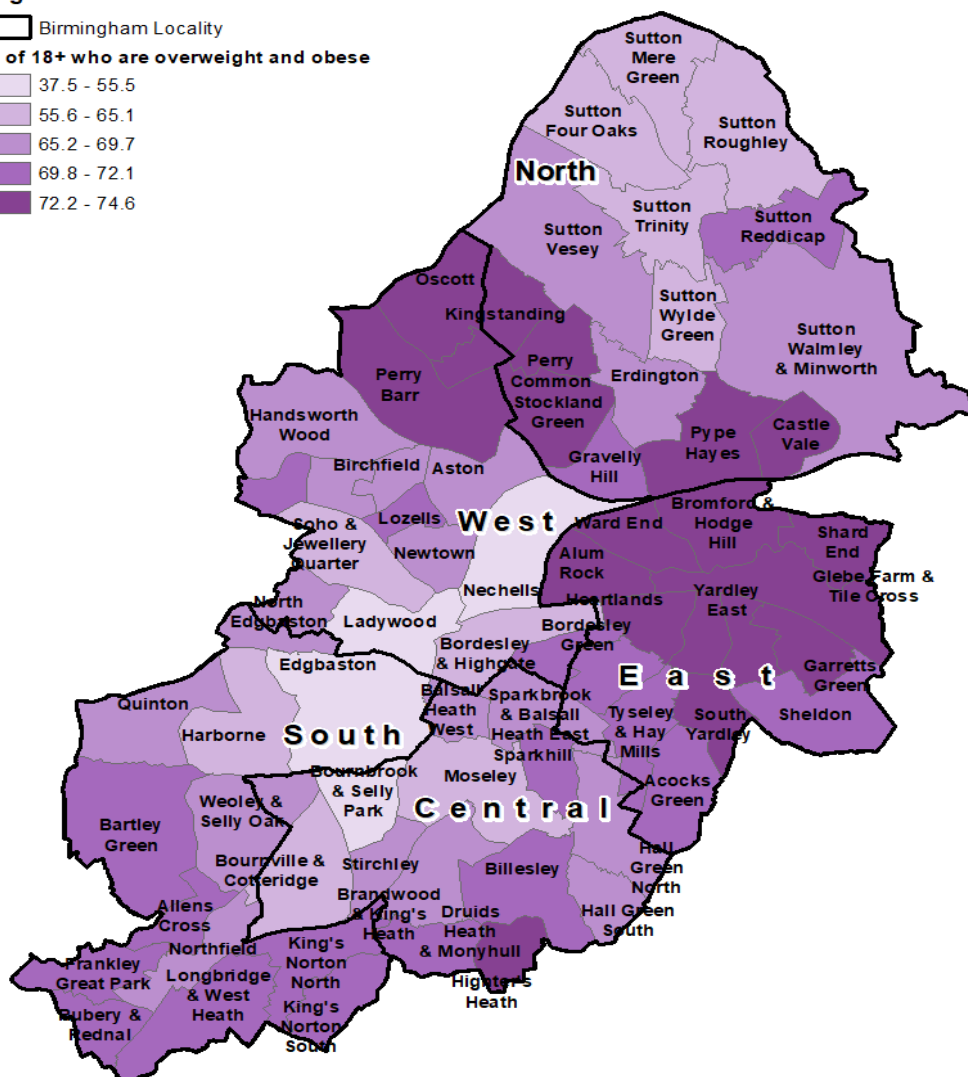 Birmingham Locality
of 18+ who are overweight and obese
37.5 - 55.5
55.6 - 65.1
65.2 - 69.7
69.8 - 72.1
72.2 - 74.6
Sutton
Mere
Green
Sutton
Four Oaks
Sutton
Roughley
North
Sutton
Trinity
Sutton
Reddicap
Sutton
Vesey
Oscott
Kingstanding
Sutton
Wylde
Green
Sutton
Walmley
& Minworth
Perry
Barr
Perry
Common
Erdington
Stockland
Green
Handsworth
Wood
Pype
Hayes
Castle
Vale
Birchfield
Aston
Gravelly
Hill
Lozells
West
Ward End
Bromford &
Hodge
Hill
Shard
End
Soho &
Jewellery
Quarter
Newtown
Alum
Rock
Glebe Farm &
Tile Cross
Nechells
Heartlands
Yardley
East
North
Edgbaston
Ladywood
Bordesley
& Highgate
Bordesley
Green
Edgbaston
East
Garretts
Green
Quinton
Balsall
Heath
West
Sparkbrook
& Balsall
Heath East
Tyseley
& Hay
Mills
South
Yardley
Sheldon
Harborne
South
Sparkhill
Bournbrook
& Selly
Park
Moseley
Acocks
Green
Weoley &
Selly Oak
Central
Bartley
Green
Bournville &
Cotteridge
Stirchley
Billesley
Hall
Green
North
Brandwood
& King's
Heath
Allens
Cross
Druids
Heath
& Monyhull
Hall Green
South
Northfield
King's
Norton
North
Frankley
Great Park
Longbridge
& West
Heath
Highter's
Heath
Rubery &
Rednal
King's
Norton
South